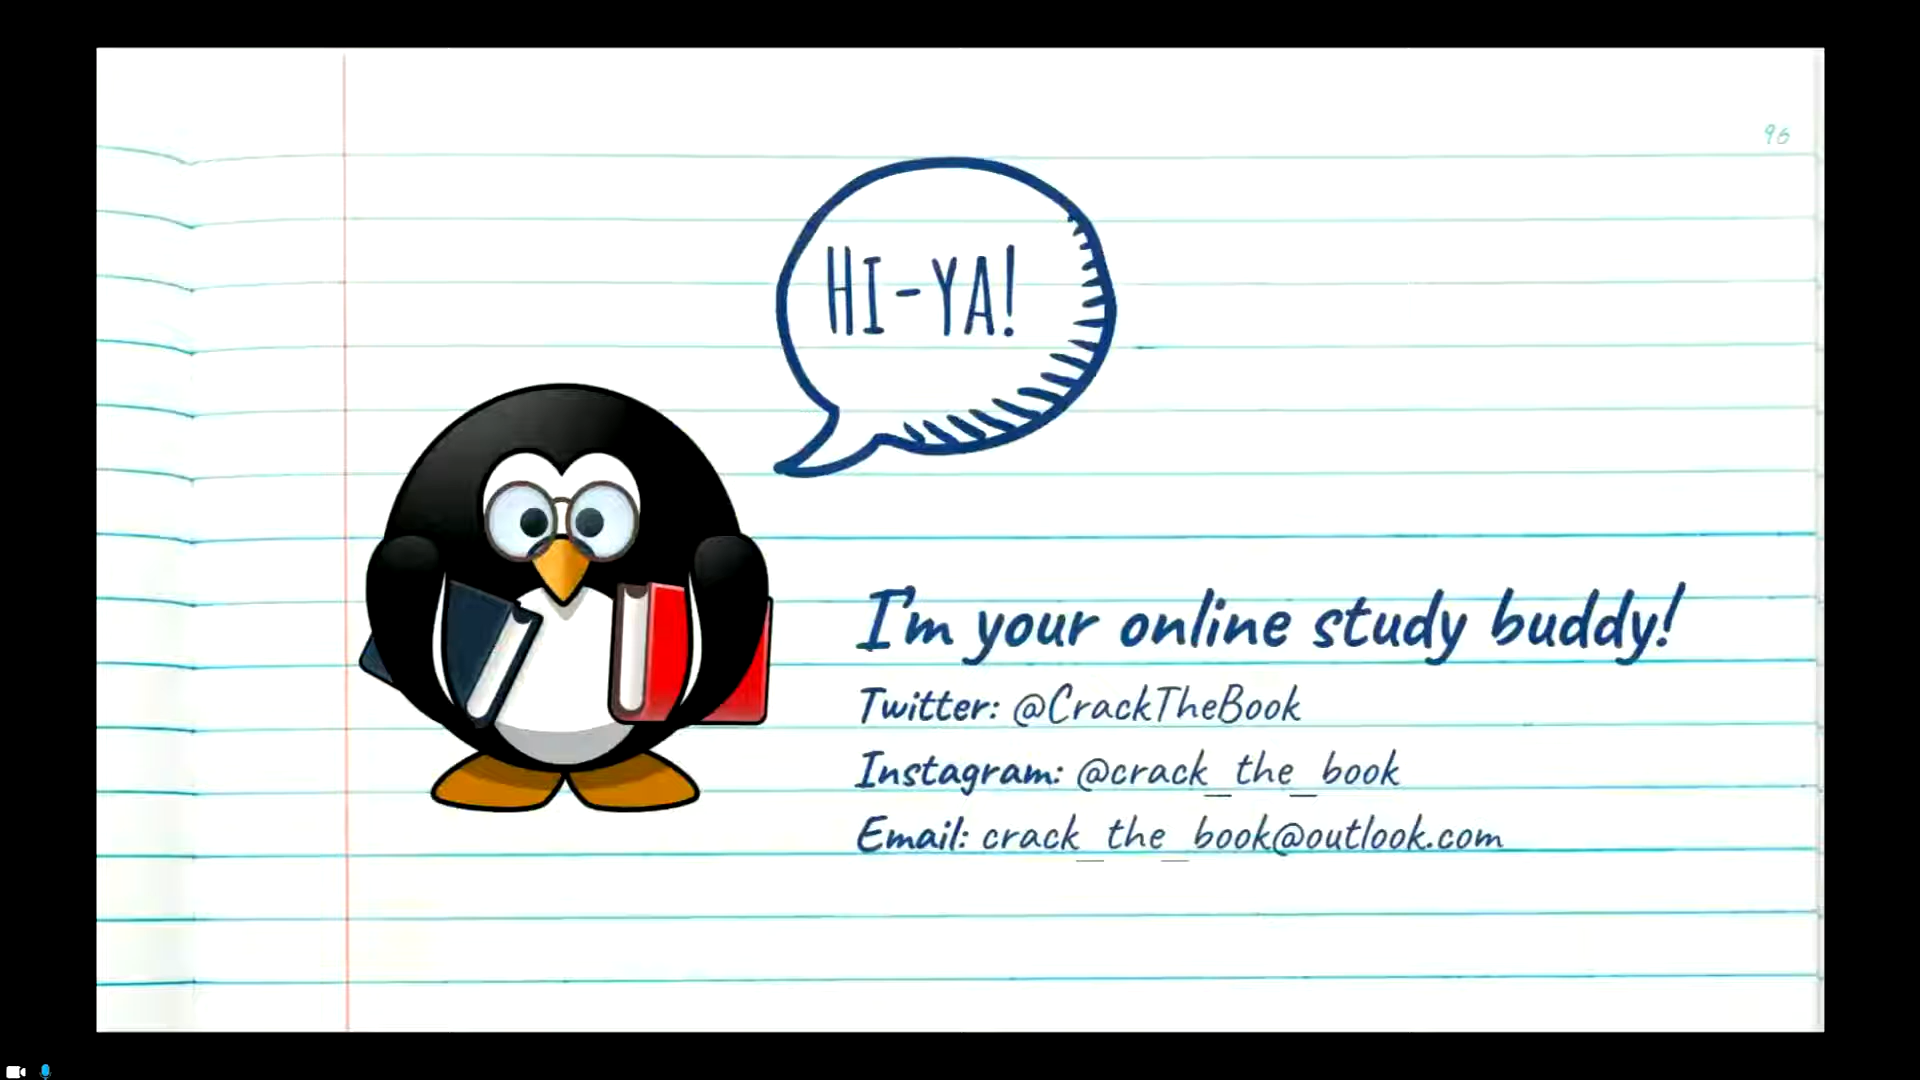 96
HI-YA!
I'm your online study buddy!
Twitter: @CrackTheBook
Instagram: @crack_the_book
Email: crack_the_book@outlook.com